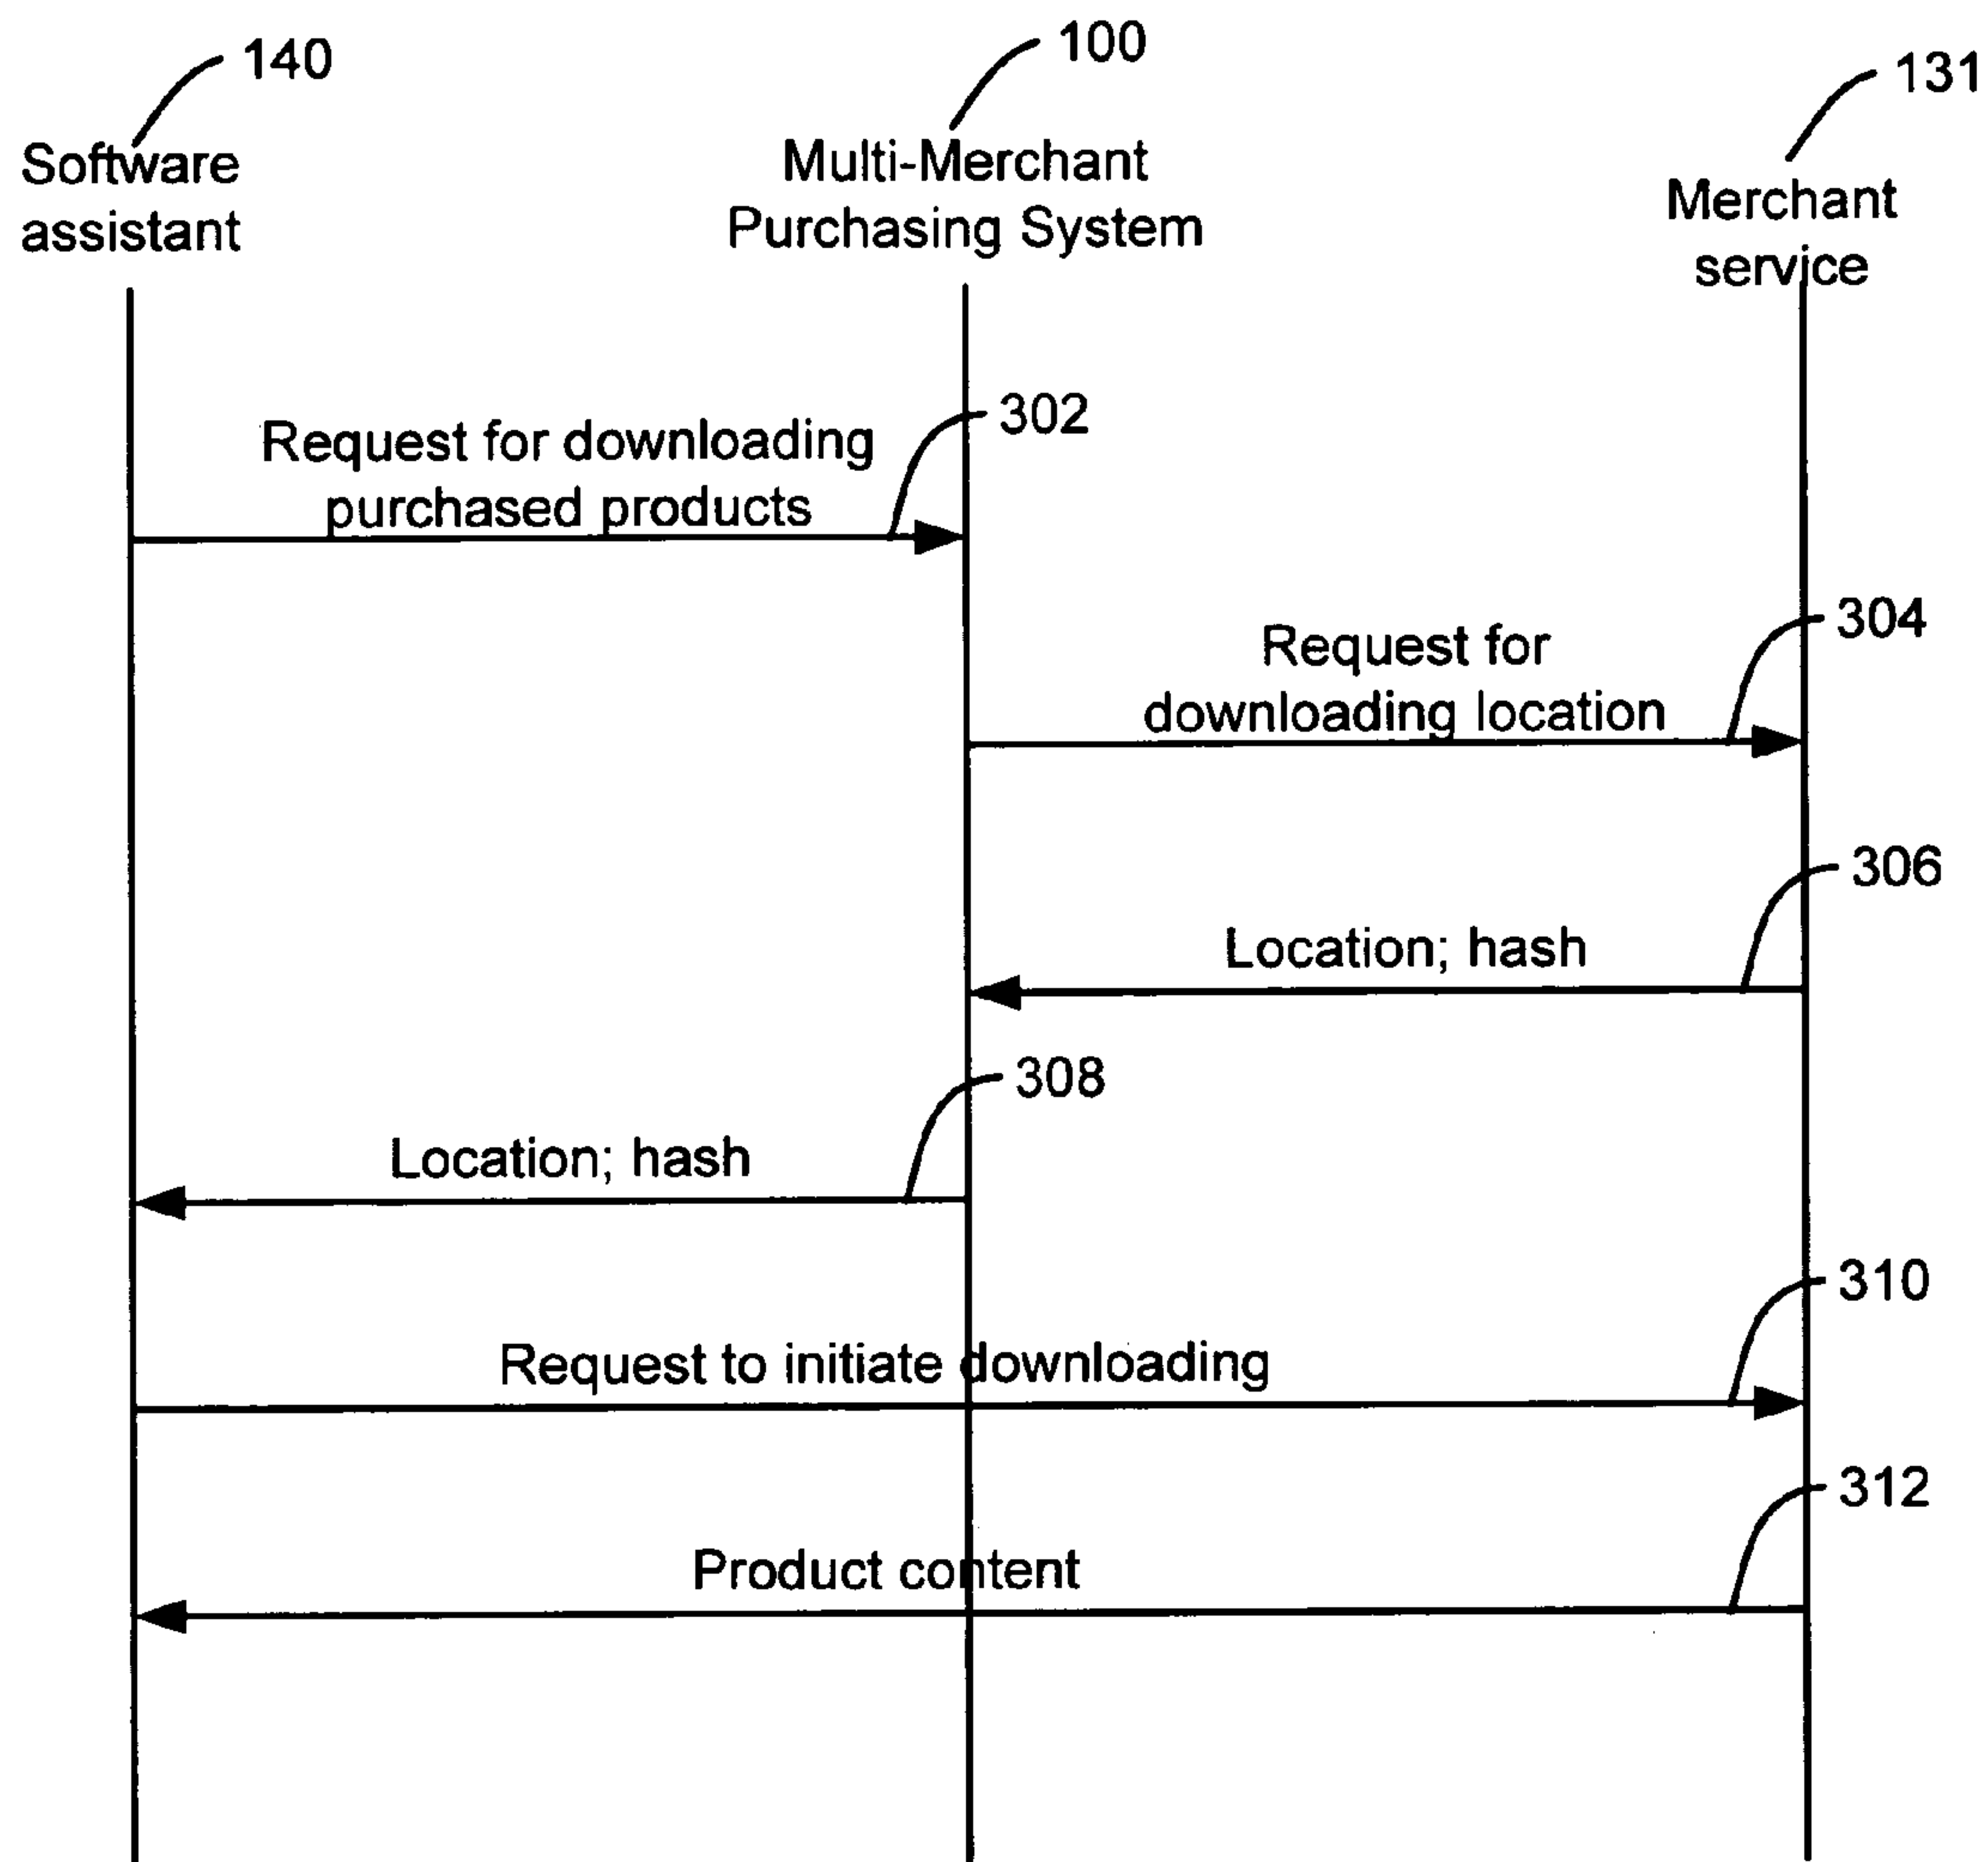 140
100
131
Software
assistant
Multi-Merchant
Purchasing System
Merchant
service
302
Request for downloading
purchased products
304
Request for
downloading location
306
Location; hash
308
Location; hash
310
Request to initiate downloading
312
Product content